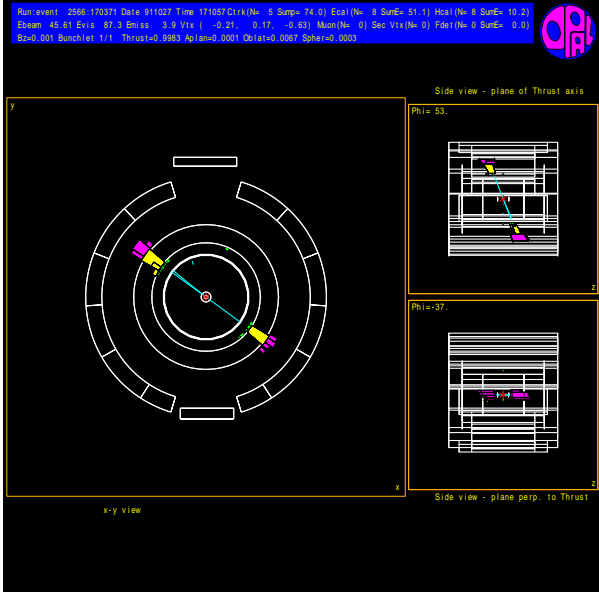 Run:event 2566:170371 Date 911027 Time 171057 Ctrk(N= 5 Sump= 74.0) Ecal(N= 8 SumE= 51.1) Hcal(N= 8 SumE= 10.2)
Ebeam 45.61 Evis 87.3 Emiss 3.9 Vtx ( -0.21, 0.17, -0.63) Muon(N= 0) Sec Vtx(N= 0) Fdet(N= 0 SumE= 0.0)
Bz=0.001 Bunchlet 1/1 Thrust=0.9983 Aplan=0.0001 Oblat=0.0067 Spher=0.0003
OPAL
Side view - plane of Thrust axis
y
Phi= 53.
z
Phi=-37.
x
z
Side view - plane perp. to Thrust
x-y view